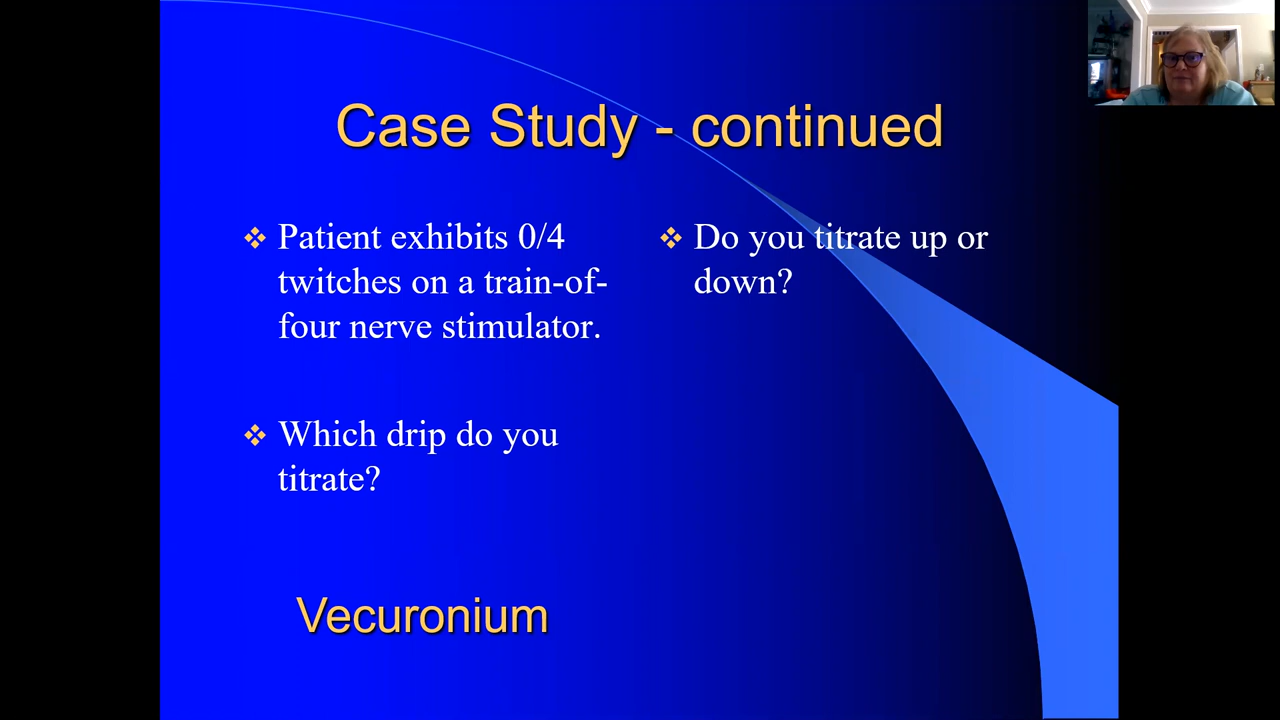 Case Study - continued
Patient exhibits 0/4
twitches on a train-of-
four nerve stimulator.
Which drip do you
titrate?
Vecuronium
Do you titrate up or
down?